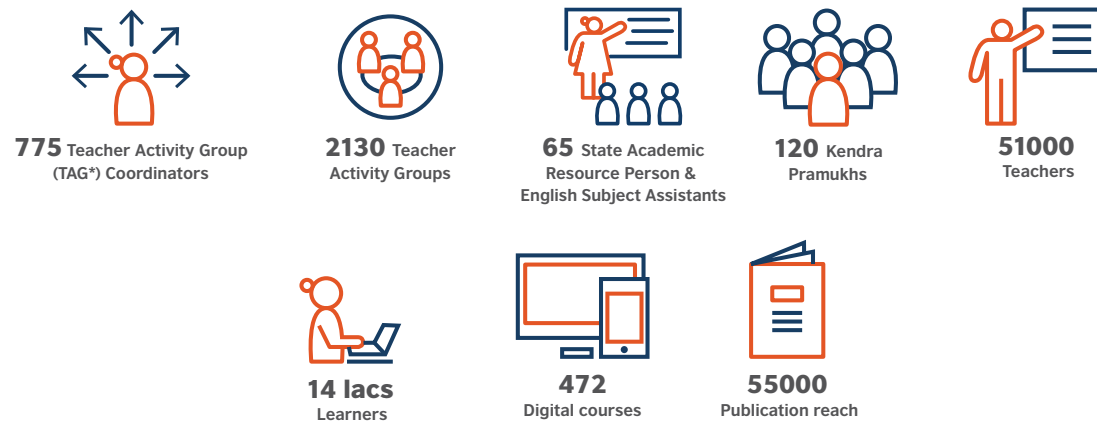 775 Teacher Activity Group
(TAG*) Coordinators
2130 Teacher
Activity Groups
65 State Academic
Resource Person &
English Subject Assistants
120 Kendra
Pramukhs
51000
Teachers
14 lacs
Learners
472
Digital courses
55000
Publication reach